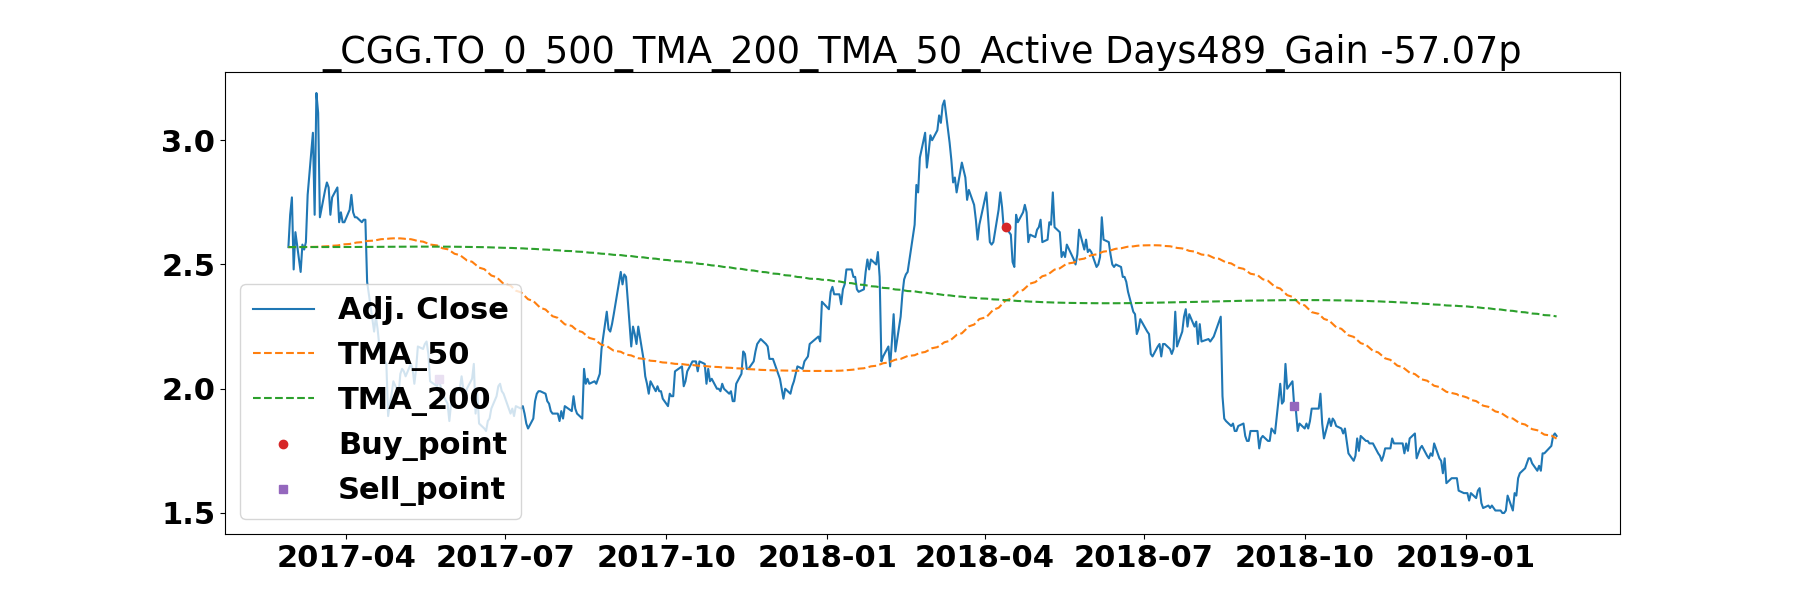 _CGG.TO_0_500_TMA_200_TMA_50_Active Days489_Gain -57.07p
3.0
2.5
2.0
1.5
Adj. Close
TMA_50
TMA_200
Buy_point
Sell_point
2017-04 2017-07 2017-10 2018-01 2018-04 2018-07 2018-10 2019-01